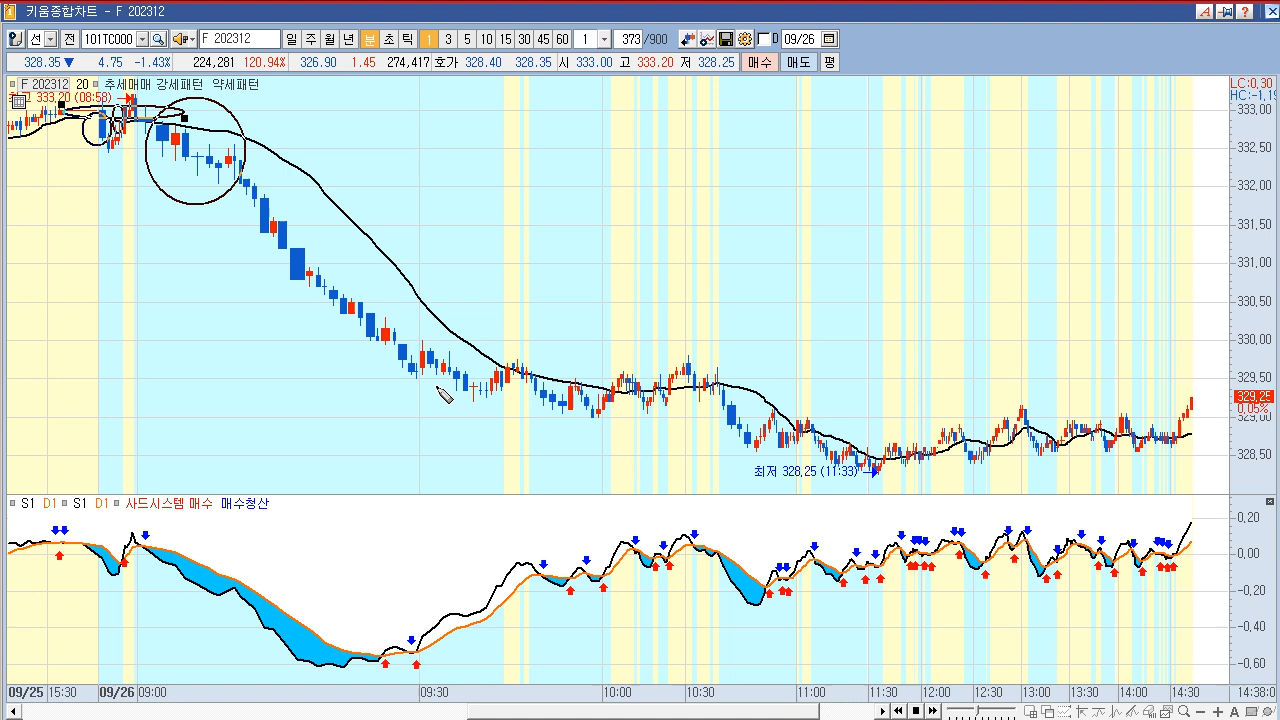 키움종합차트 - F 202312
선 전 101TC000 F 202312 일 주 월 년 분 초 틱 1 3 5 10 15 30 45 60 1 373 /900 D 09/26
328.35 ▼ 4.75 -1.43% 224,281 120.94% 326.90 1.45 274,417 호가 328.40 328.35 시 333.00 고 333.20 저 328.25 매수 매도 평
F 202312 20 추세매매 강세패턴 약세패턴
333,20 (08:58)
LC:0,30
HC:-1,19
333,00
332,50
332,00
331,50
331,00
330,50
330,00
329,50
329,25
0,05%
329,00
328,50
최저 328,25 (11:33)
S1 D1 S1 D1 사드시스템 매수 매수청산
0,20
0,00
-0,20
-0,40
-0,60
09/25 15:30 09/26 09:00 09:30 10:00 10:30 11:00 11:30 12:00 12:30 13:00 13:30 14:00 14:30 14:38:0